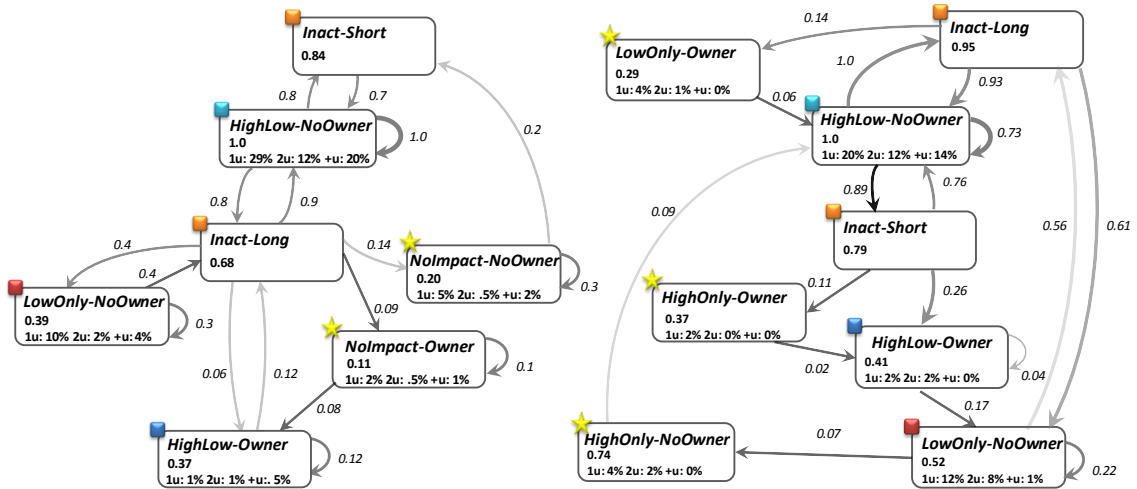 Inact-Short
0.84
0.8
0.7
HighLow-NoOwner
1.0
1u: 29% 2u: 12% +u: 20%
1.0
0.2
0.8
0.9
Inact-Long
0.68
0.4
0.4
0.14
NoImpact-NoOwner
0.20
1u: 5% 2u: .5% +u: 2%
0.3
LowOnly-NoOwner
0.39
1u: 10% 2u: 2% +u: 4%
0.3
0.09
NoImpact-Owner
0.11
1u: 2% 2u: .5% +u: 1%
0.1
0.06
0.12
0.08
HighLow-Owner
0.37
1u: 1% 2u: 1% +u:. 5%
0.12
Inact-Long
0.95
0.14
LowOnly-Owner
0.29
1u: 4% 2u: 1% +u: 0%
1.0
0.93
0.06
HighLow-NoOwner
1.0
1u: 20% 2u: 12% +u: 14%
0.73
0.89
0.76
0.09
Inact-Short
0.79
0.56
0.61
0.11
0.26
HighOnly-Owner
0.37
1u: 2% 2u: 0% +u: 0%
0.02
HighLow-Owner
0.41
1u: 2% 2u: 2% +u: 0%
0.04
0.17
HighOnly-NoOwner
0.74
1u: 4% 2u: 2% +u: 0%
0.07
LowOnly-NoOwner
0.52
1u: 12% 2u: 8% +u: 1%
0.22